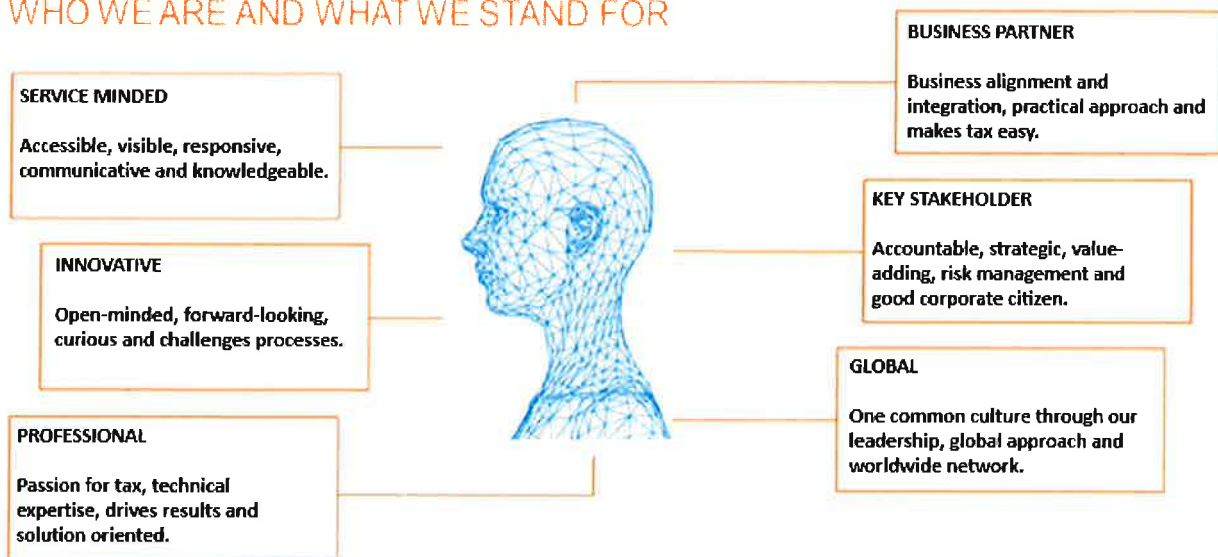 WHO WE ARE AND WHAT WE STAND FOR
SERVICE MINDED
Accessible, visible, responsive,
communicative and knowledgeable.
INNOVATIVE
Open-minded, forward-looking,
curious and challenges processes.
PROFESSIONAL
Passion for tax, technical
expertise, drives results and
solution oriented.
BUSINESS PARTNER
Business alignment and
integration, practical approach and
makes tax easy.
KEY STAKEHOLDER
Accountable, strategic, value-
adding, risk management and
good corporate citizen.
GLOBAL
One common culture through our
leadership, global approach and
worldwide network.